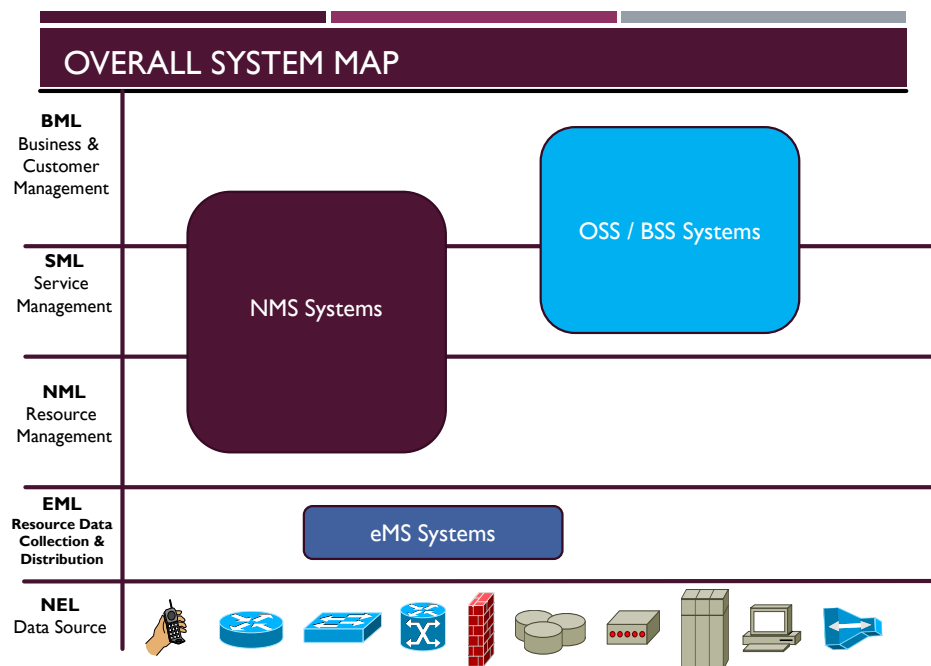 OVERALL SYSTEM MAP
BML
Business &
Customer
Management
OSS / BSS Systems
SML
Service
Management
NMS Systems
NML
Resource
Management
EML
Resource Data
Collection &
Distribution
eMS Systems
NEL
Data Source